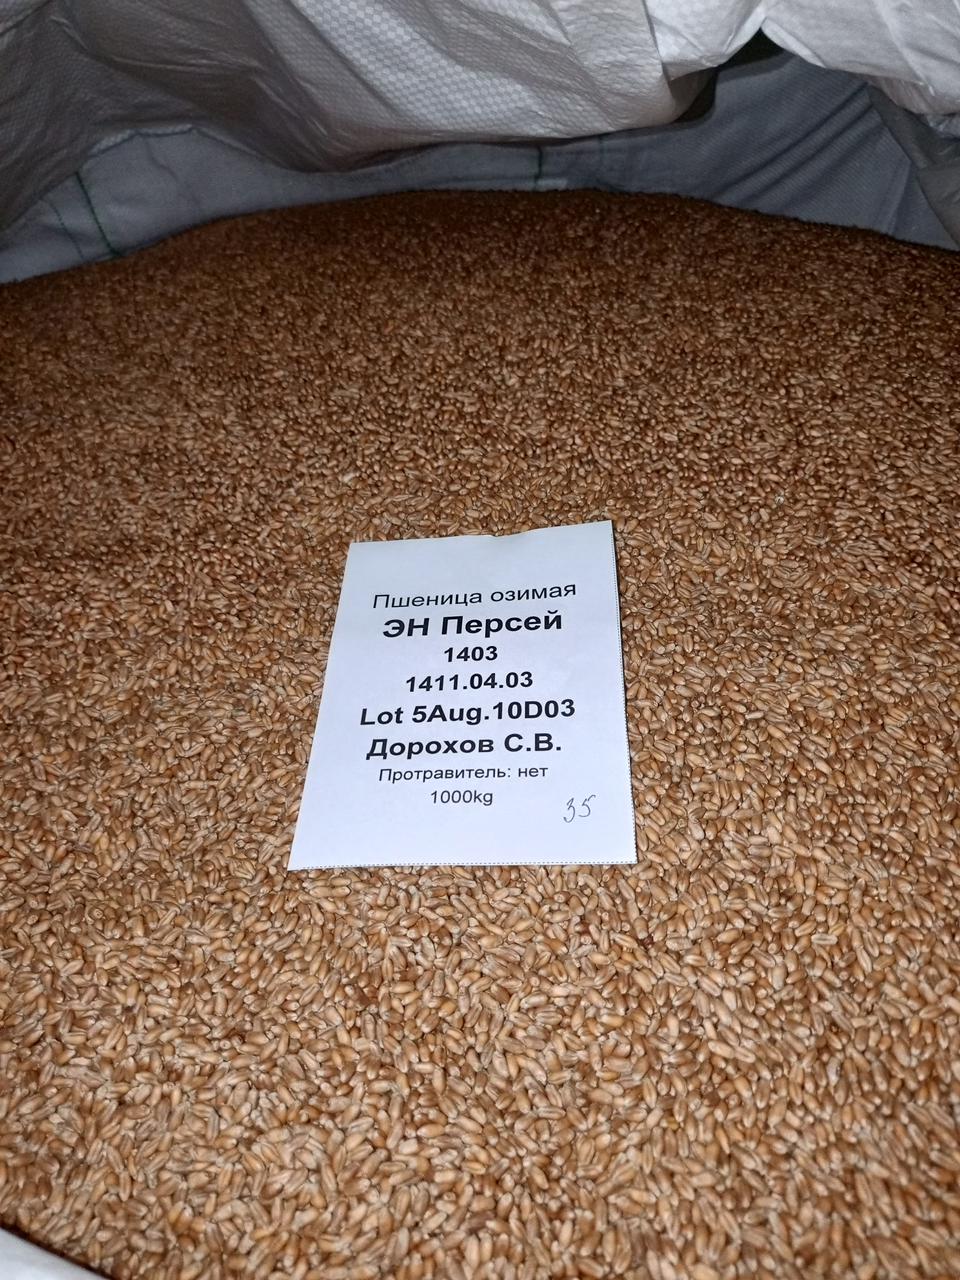 Пшеница озимая
ЭН Персей
1403
1411.04.03
Lot 5Aug.10D03
Дорохов С.В.
Протравитель: нет
1000kg
35